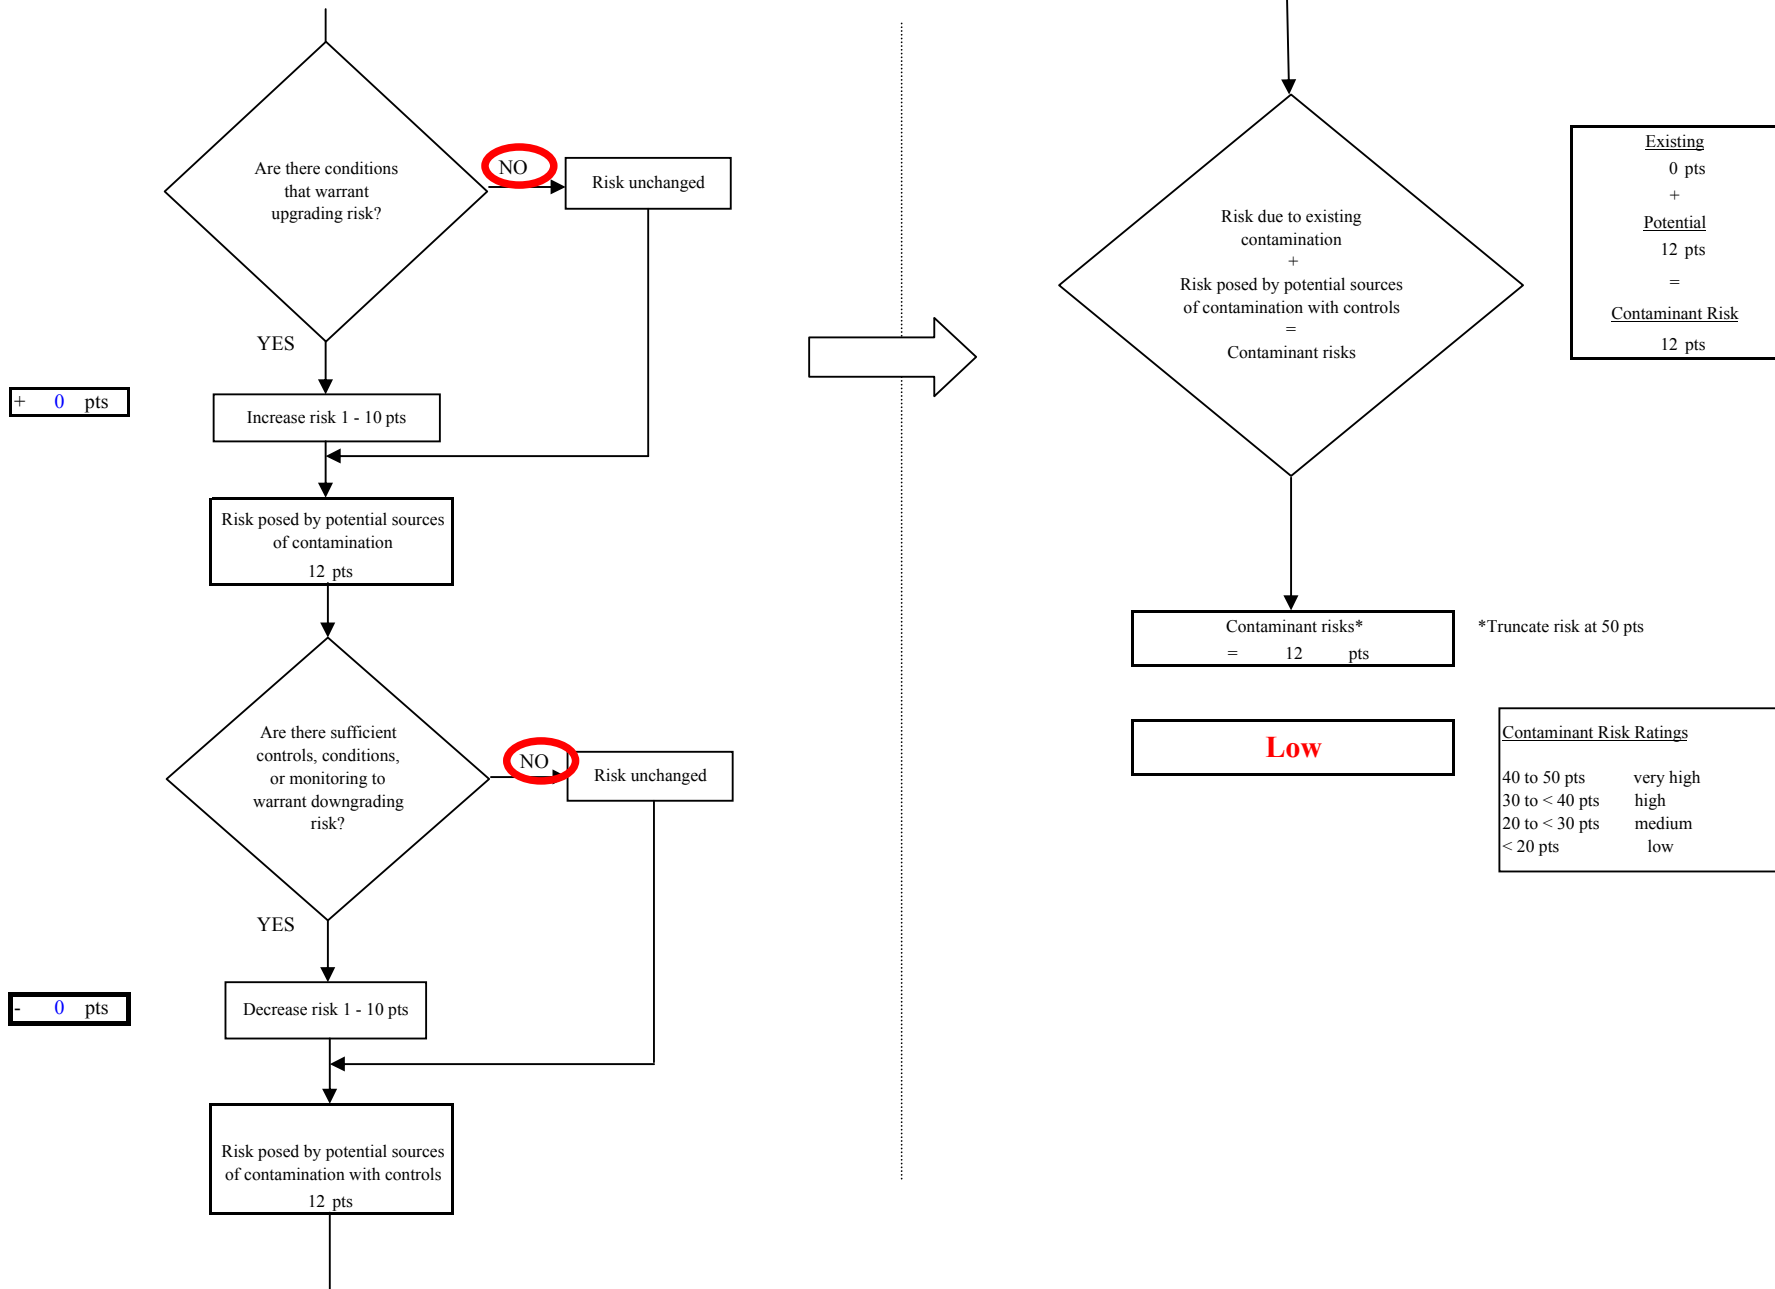 Are there conditions
that warrant
upgrading risk?
NO
Risk unchanged
YES
+ 0 pts
Increase risk 1 - 10 pts
Risk posed by potential sources
of contamination
12 pts
Are there sufficient
controls, conditions,
or monitoring to
warrant downgrading
risk?
NO
Risk unchanged
YES
- 0 pts
Decrease risk 1 - 10 pts
Risk posed by potential sources
of contamination with controls
12 pts
Risk due to existing
contamination
+
Risk posed by potential sources
of contamination with controls
=
Contaminant risks
Existing
0 pts
+
Potential
12 pts
=
Contaminant Risk
12 pts
Contaminant risks*
= 12 pts
*Truncate risk at 50 pts
Low
Contaminant Risk Ratings
40 to 50 pts very high
30 to < 40 pts high
20 to < 30 pts medium
< 20 pts low